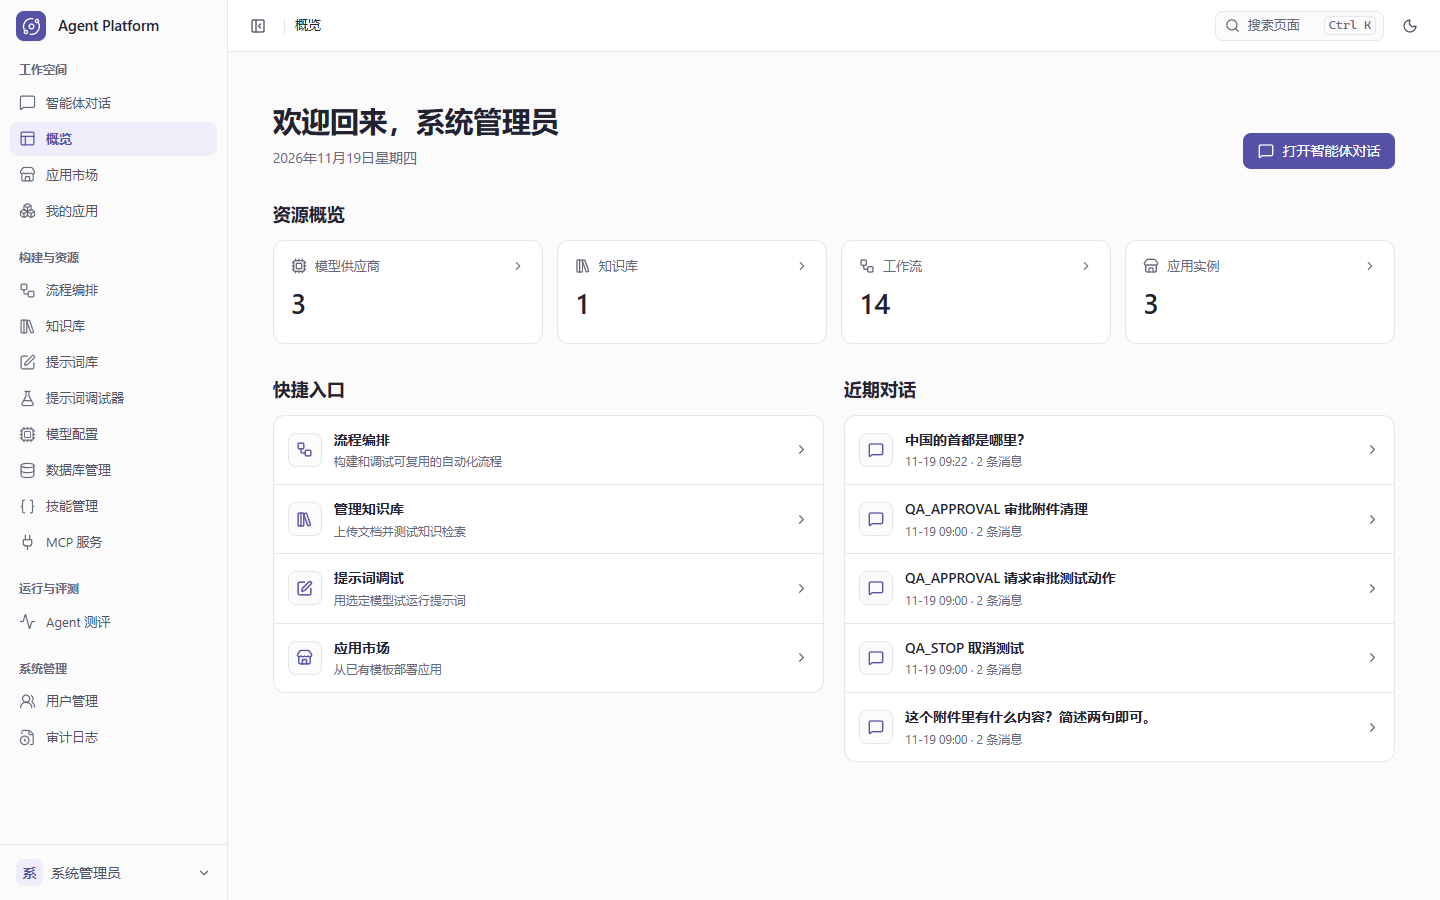 Agent Platform
工作空间
智能体对话
概览
应用市场
我的应用
构建与资源
流程编排
知识库
提示词库
提示词调试器
模型配置
数据库管理
技能管理
MCP 服务
运行与评测
Agent 测评
系统管理
用户管理
审计日志
系 系统管理员
概览
搜索页面 Ctrl K
欢迎回来，系统管理员
2026年11月19日星期四
打开智能体对话
资源概览
模型供应商
3
知识库
1
工作流
14
应用实例
3
快捷入口
流程编排
构建和调试可复用的自动化流程
管理知识库
上传文档并测试知识检索
提示词调试
用选定模型试运行提示词
应用市场
从已有模板部署应用
近期对话
中国的首都是哪里？
11-19 09:22 · 2 条消息
QA_APPROVAL 审批附件清理
11-19 09:00 · 2 条消息
QA_APPROVAL 请求审批测试动作
11-19 09:00 · 2 条消息
QA_STOP 取消测试
11-19 09:00 · 2 条消息
这个附件里有什么内容？简述两句即可。
11-19 09:00 · 2 条消息